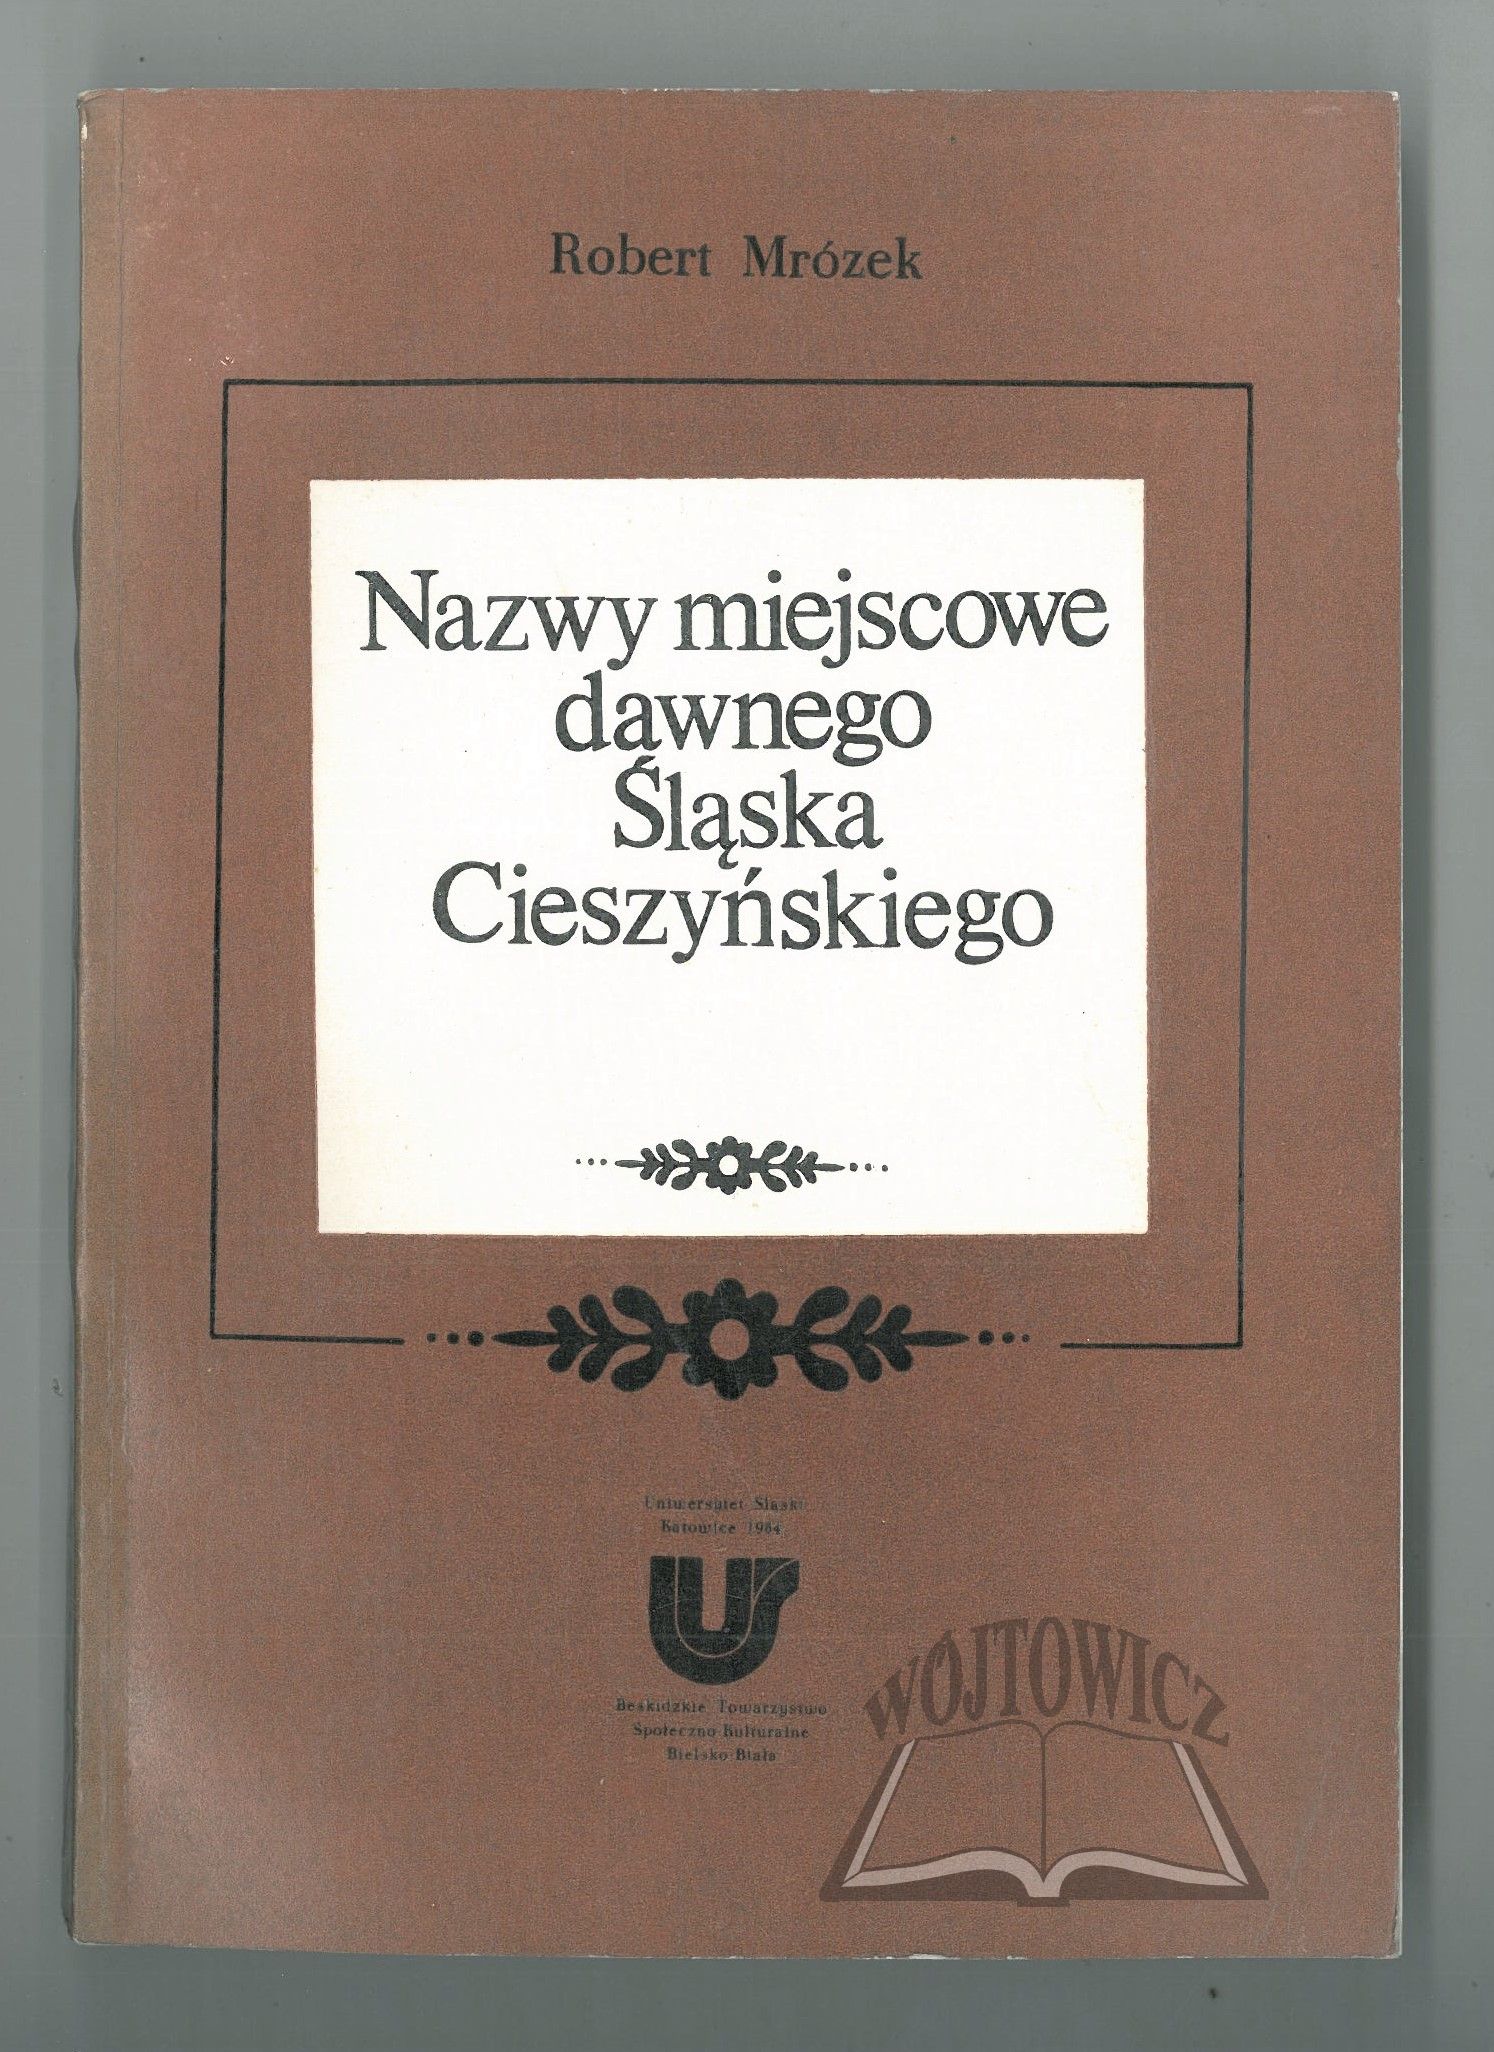 Robert Mrózek
Nazwy miejscowe
dawnego
Śląska
Cieszyńskiego
Uniwersytet Śląski
Katowice 1984
Beskidzkie Towarzystwo
Społeczno-Kulturalne
Bielsko-Biała
WÓJTOWICZ